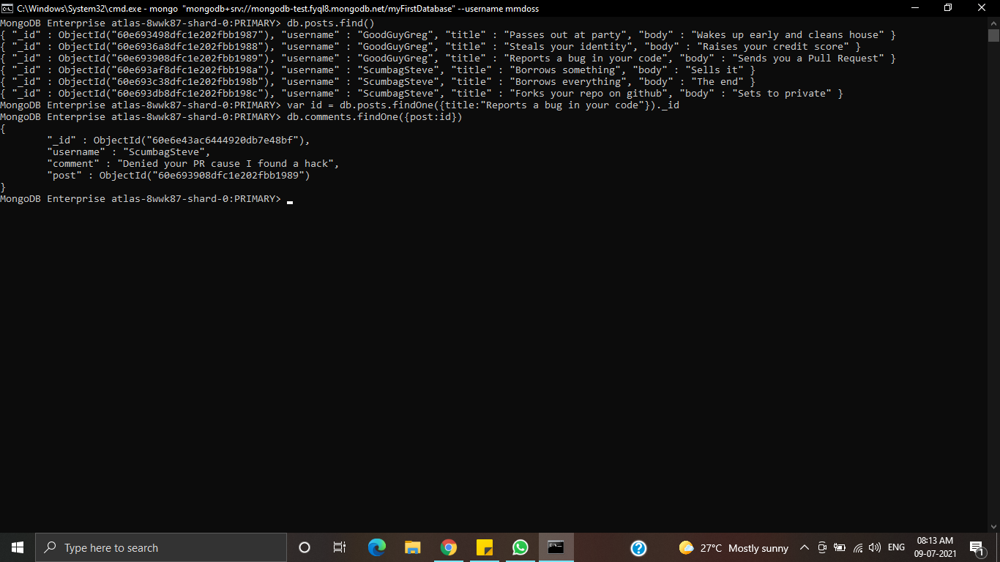 C:\Windows\System32\cmd.exe - mongo "mongodb+srv://mongodb-test.fyql8.mongodb.net/myFirstDatabase" --username mmdoss
MongoDB Enterprise atlas-8wwk87-shard-0:PRIMARY> db.posts.find()
{ "_id" : ObjectId("60e693498dfc1e202fbb1987"), "username" : "GoodGuyGreg", "title" : "Passes out at party", "body" : "Wakes up early and cleans house" }
{ "_id" : ObjectId("60e6936a8dfc1e202fbb1988"), "username" : "GoodGuyGreg", "title" : "Steals your identity", "body" : "Raises your credit score" }
{ "_id" : ObjectId("60e693908dfc1e202fbb1989"), "username" : "GoodGuyGreg", "title" : "Reports a bug in your code", "body" : "Sends you a Pull Request" }
{ "_id" : ObjectId("60e693af8dfc1e202fbb198a"), "username" : "ScumbagSteve", "title" : "Borrows something", "body" : "Sells it" }
{ "_id" : ObjectId("60e693c38dfc1e202fbb198b"), "username" : "ScumbagSteve", "title" : "Borrows everything", "body" : "The end" }
{ "_id" : ObjectId("60e693db8dfc1e202fbb198c"), "username" : "ScumbagSteve", "title" : "Forks your repo on github", "body" : "Sets to private" }
MongoDB Enterprise atlas-8wwk87-shard-0:PRIMARY> var id = db.posts.findOne({title:"Reports a bug in your code"})._id
MongoDB Enterprise atlas-8wwk87-shard-0:PRIMARY> db.comments.findOne({post:id})
{
"_id" : ObjectId("60e6e43ac6444920db7e48bf"),
"username" : "ScumbagSteve",
"comment" : "Denied your PR cause I found a hack",
"post" : ObjectId("60e693908dfc1e202fbb1989")
}
MongoDB Enterprise atlas-8wwk87-shard-0:PRIMARY>
Type here to search
27°C Mostly sunny
ENG
08:13 AM
09-07-2021
1